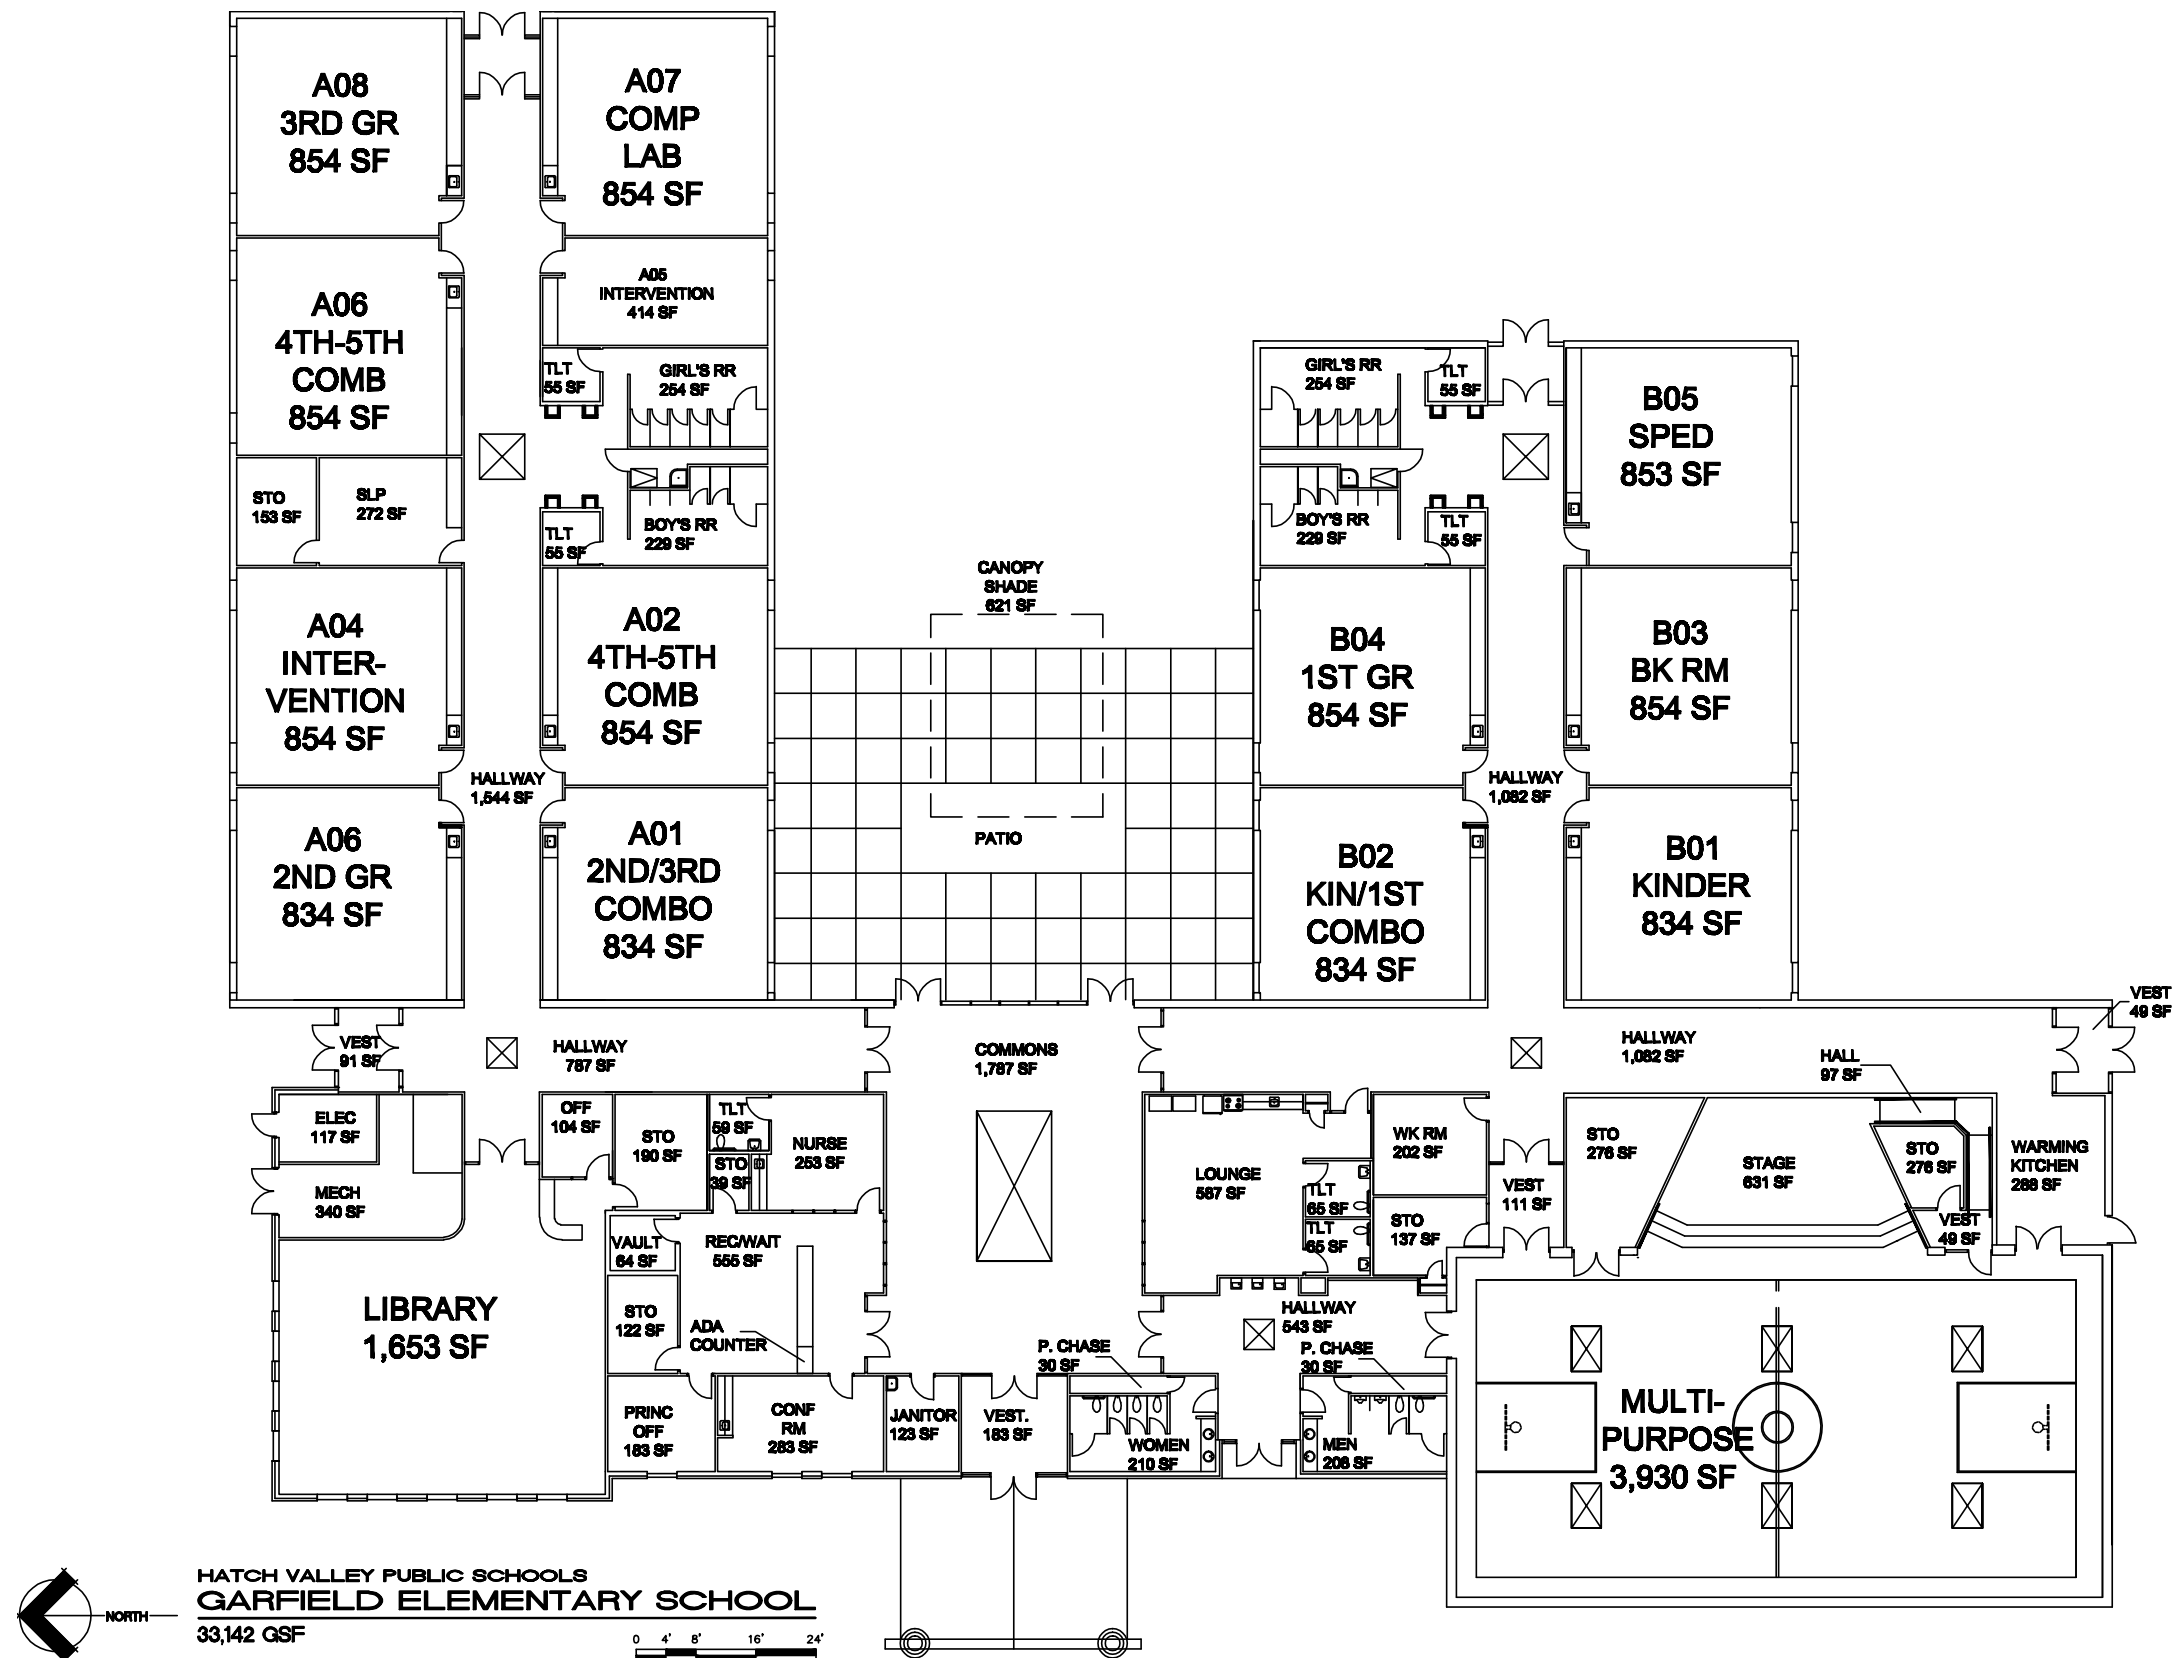 A08
3RD GR
854 SF
A07
COMP
LAB
854 SF
A06
4TH-5TH
COMB
854 SF
A05
INTERVENTION
414 SF
TLT
55 SF
GIRL'S RR
254 SF
STO
153 SF
SLP
272 SF
TLT
55 SF
BOY'S RR
229 SF
A04
INTER-
VENTION
854 SF
A02
4TH-5TH
COMB
854 SF
HALLWAY
1,544 SF
A06
2ND GR
834 SF
A01
2ND/3RD
COMBO
834 SF
CANOPY
SHADE
621 SF
PATIO
GIRL'S RR
254 SF
TLT
55 SF
B05
SPED
853 SF
BOY'S RR
229 SF
TLT
55 SF
B04
1ST GR
854 SF
B03
BK RM
854 SF
HALLWAY
1,082 SF
B02
KIN/1ST
COMBO
834 SF
B01
KINDER
834 SF
VEST
49 SF
VEST
91 SF
HALLWAY
787 SF
COMMONS
1,787 SF
HALLWAY
1,082 SF
HALL
97 SF
ELEC
117 SF
MECH
340 SF
OFF
104 SF
STO
190 SF
TLT
59 SF
STO
39 SF
NURSE
253 SF
LOUNGE
587 SF
TLT
65 SF
TLT
65 SF
WK RM
202 SF
STO
137 SF
VEST
111 SF
STO
276 SF
STAGE
631 SF
STO
276 SF
VEST
49 SF
WARMING
KITCHEN
288 SF
VAULT
64 SF
REC/WAIT
555 SF
STO
122 SF
ADA
COUNTER
LIBRARY
1,653 SF
HALLWAY
543 SF
P. CHASE
30 SF
P. CHASE
30 SF
PRINC
OFF
183 SF
CONF
RM
283 SF
JANITOR
123 SF
VEST.
183 SF
WOMEN
210 SF
MEN
208 SF
MULTI-
PURPOSE
3,930 SF
NORTH
HATCH VALLEY PUBLIC SCHOOLS
GARFIELD ELEMENTARY SCHOOL
33,142 GSF
0 4' 8' 16' 24'